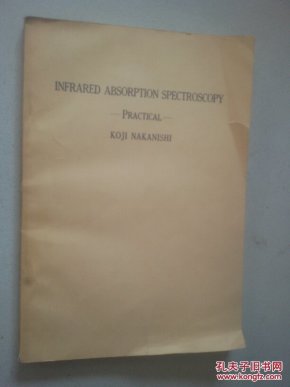 INFRARED ABSORPTION SPECTROSCOPY
—PRACTICAL—
KOJI NAKANISHI
孔夫子旧书网